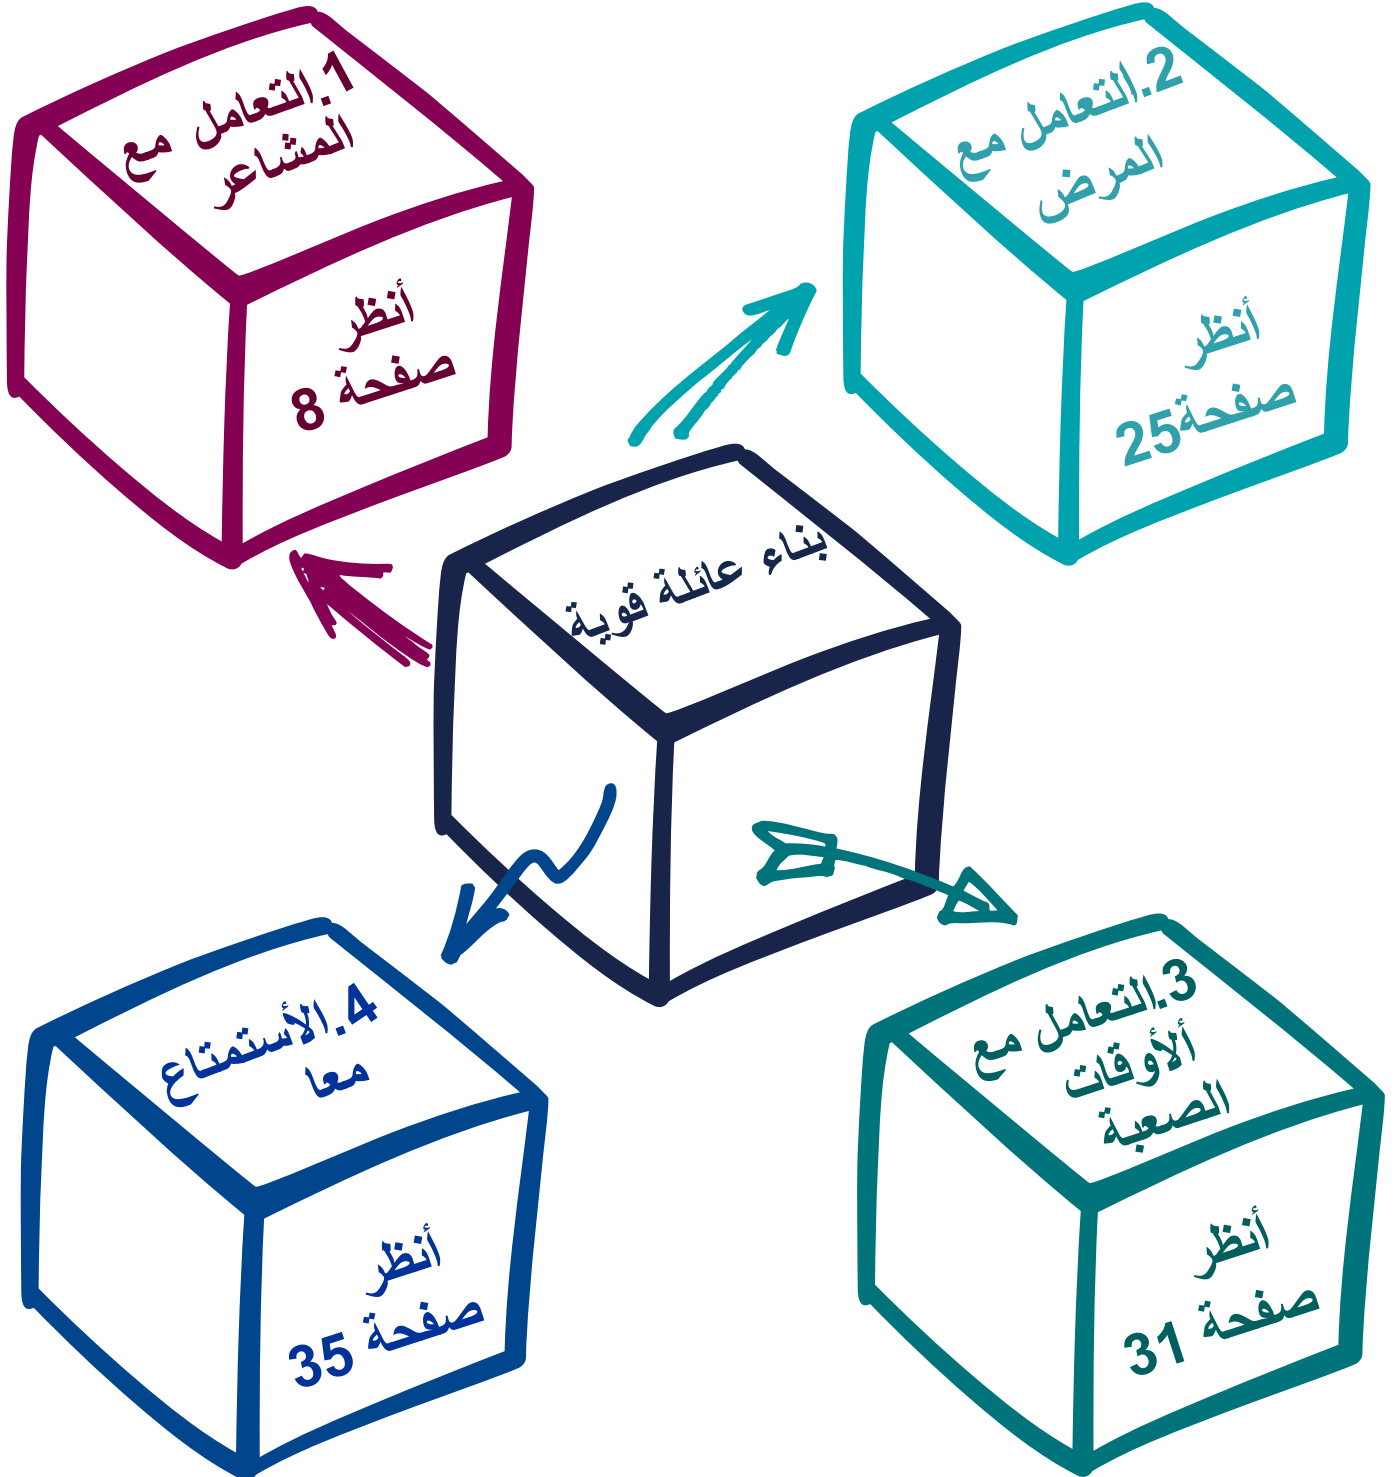 1.التعامل مع
المشاعر
أنظر
صفحة 8
2.التعامل مع
المرض
أنظر
صفحة25
بناء عائلة قوية
3.التعامل مع
ألأوقات
الصعبة
أنظر
صفحة 31
4.الأستمتاع
معا
أنظر
صفحة 35